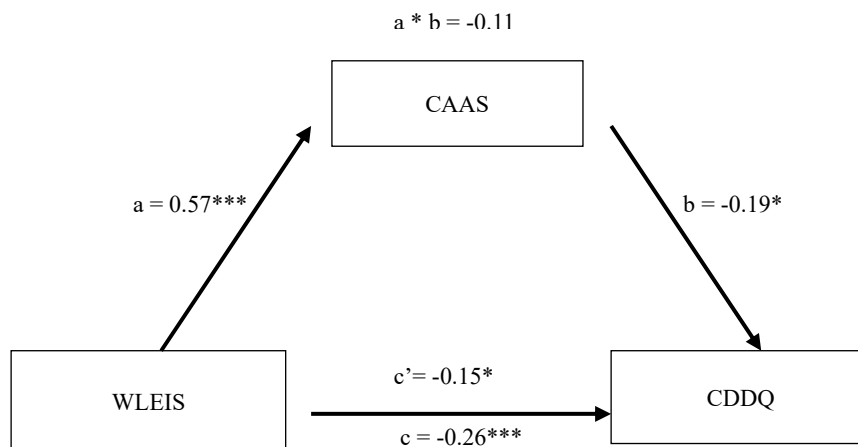 a * b = -0.11
CAAS
a = 0.57***
b = -0.19*
c’= -0.15*
WLEIS
CDDQ
c = -0.26***